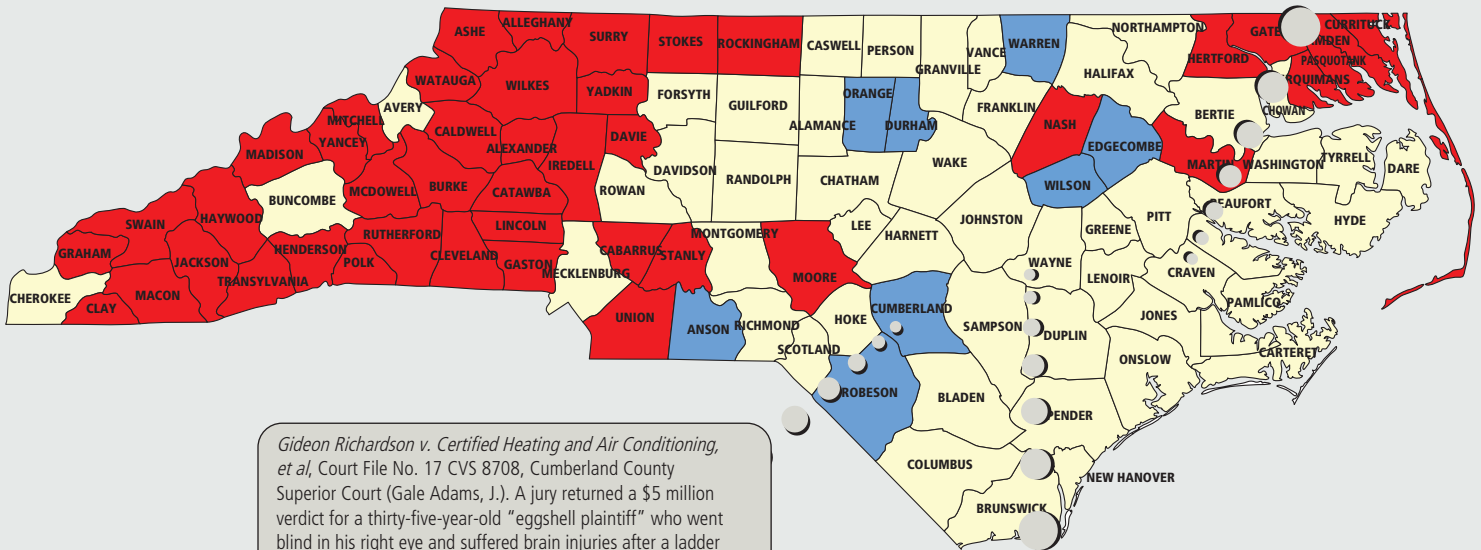 ALLEGHANY
ASHE
SURRY
STOKES
ROCKINGHAM
CASWELL
PERSON
GRANVILLE
VANCE
WARREN
NORTHAMPTON
HERTFORD
CURRITUCK
PASQUOTANK
WATAUGA
WILKES
YADKIN
FORSYTH
GUILFORD
ALAMANCE
ORANGE
DURHAM
FRANKLIN
HALIFAX
BERTIE
CHOWAN
AVERY
MITCHELL
YANCEY
CALDWELL
ALEXANDER
IREDELL
DAVIE
DAVIDSON
RANDOLPH
CHATHAM
WAKE
NASH
EDGECOMBE
MARTIN
WASHINGTON
TYRRELL
DARE
MADISON
BUNCOMBE
MCDOWELL
BURKE
CATAWBA
ROWAN
WILSON
PITT
HYDE
SWAIN
HAYWOOD
RUTHERFORD
LINCOLN
MONTGOMERY
LEE
HARNETT
JOHNSTON
GREENE
GRAHAM
JACKSON
HENDERSON
POLK
CLEVELAND
GASTON
MECKLENBURG
CABARRUS
STANLY
MOORE
WAYNE
LENOIR
CRAVEN
CHEROKEE
CLAY
MACON
TRANSYLVANIA
UNION
ANSON
RICHMOND
SCOTLAND
HOKE
CUMBERLAND
SAMPSON
DUPLIN
JONES
PAMLICO
CARTERET
ONSLOW
ROBESON
BLADEN
PENDER
COLUMBUS
BRUNSWICK
NEW HANOVER
Gideon Richardson v. Certified Heating and Air Conditioning,
et al, Court File No. 17 CVS 8708, Cumberland County
Superior Court (Gale Adams, J.). A jury returned a $5 million
verdict for a thirty-five-year-old “eggshell plaintiff” who went
blind in his right eye and suffered brain injuries after a ladder